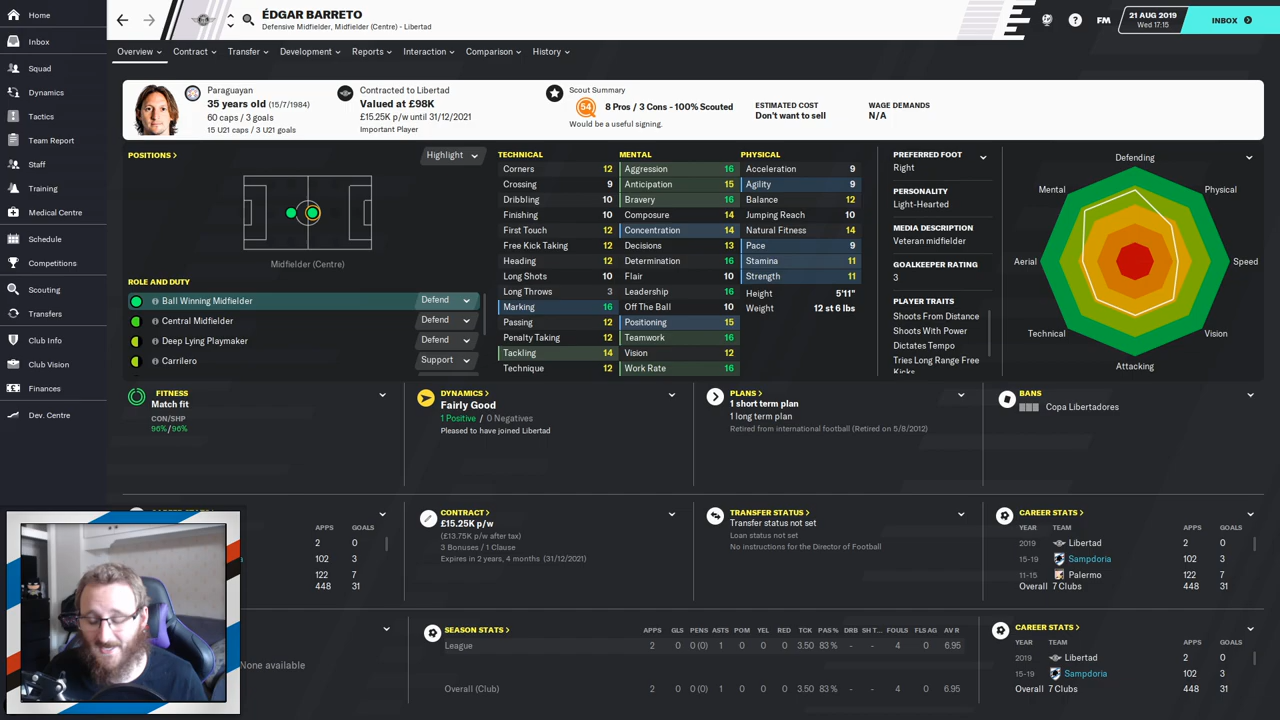 Home
Inbox
Squad
Dynamics
Tactics
Team Report
Staff
Training
Medical Centre
Schedule
Competitions
Scouting
Transfers
Club Info
Club Vision
Finances
Dev. Centre
ÉDGAR BARRETO
Defensive Midfielder, Midfielder (Centre) - Libertad
FM
21 AUG 2019
Wed 17:15
INBOX
Overview Contract Transfer Development Reports Interaction Comparison History
Paraguayan
35 years old (15/7/1984)
60 caps / 3 goals
15 U21 caps / 3 U21 goals
Contracted to Libertad
Valued at £98K
£15.25K p/w until 31/12/2021
Important Player
Scout Summary
54
8 Pros / 3 Cons - 100% Scouted
Would be a useful signing.
ESTIMATED COST
Don't want to sell
WAGE DEMANDS
N/A
POSITIONS >
Highlight
Midfielder (Centre)
ROLE AND DUTY
Ball Winning Midfielder Defend
Central Midfielder Defend
Deep Lying Playmaker Defend
Carrilero Support
TECHNICAL
Corners 12
Crossing 9
Dribbling 10
Finishing 10
First Touch 12
Free Kick Taking 12
Heading 12
Long Shots 10
Long Throws 3
Marking 16
Passing 12
Penalty Taking 12
Tackling 14
Technique 12
MENTAL
Aggression 16
Anticipation 15
Bravery 16
Composure 14
Concentration 14
Decisions 13
Determination 16
Flair 10
Leadership 16
Off The Ball 10
Positioning 15
Teamwork 16
Vision 12
Work Rate 16
PHYSICAL
Acceleration 9
Agility 9
Balance 12
Jumping Reach 10
Natural Fitness 14
Pace 9
Stamina 11
Strength 11
Height 5'11"
Weight 12 st 6 lbs
PREFERRED FOOT
Right
PERSONALITY
Light-Hearted
MEDIA DESCRIPTION
Veteran midfielder
GOALKEEPER RATING
3
PLAYER TRAITS
Shoots From Distance
Shoots With Power
Dictates Tempo
Tries Long Range Free
Kicks
Defending
Physical
Speed
Vision
Attacking
Technical
Aerial
Mental
FITNESS
Match fit
CON/SHP
96%/96%
DYNAMICS >
Fairly Good
1 Positive / 0 Negatives
Pleased to have joined Libertad
PLANS >
1 short term plan
1 long term plan
Retired from international football (Retired on 5/8/2012)
BANS
Copa Libertadores
APPS GOALS
2 0
102 3
122 7
448 31
CONTRACT >
£15.25K p/w
(£13.75K p/w after tax)
3 Bonuses / 1 Clause
Expires in 2 years, 4 months (31/12/2021)
TRANSFER STATUS >
Transfer status not set
Loan status not set
No instructions for the Director of Football
CAREER STATS >
YEAR TEAM APPS GOALS
2019 Libertad 2 0
15-19 Sampdoria 102 3
11-15 Palermo 122 7
Overall 7 Clubs 448 31
None available
SEASON STATS >
APPS GLS PENS ASTS POM YEL RED TCK PAS% DRB SH T... FOULS FLS AG AV R
League 2 0 0 (0) 1 0 0 0 3.50 83 % - - 4 0 6.95
Overall (Club) 2 0 0 (0) 1 0 0 0 3.50 83 % - - 4 0 6.95
CAREER STATS >
YEAR TEAM APPS GOALS
2019 Libertad 2 0
15-19 Sampdoria 102 3
Overall 7 Clubs 448 31